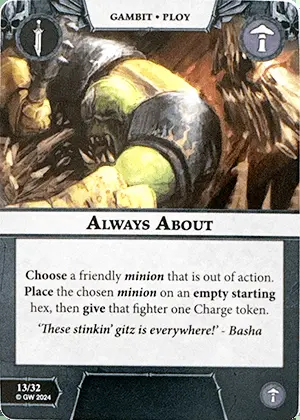 GAMBIT • PLOY
ALWAYS ABOUT
Choose a friendly minion that is out of action.
Place the chosen minion on an empty starting
hex, then give that fighter one Charge token.
'These stinkin' gitz is everywhere!' - Basha
13/32
© GW 2024